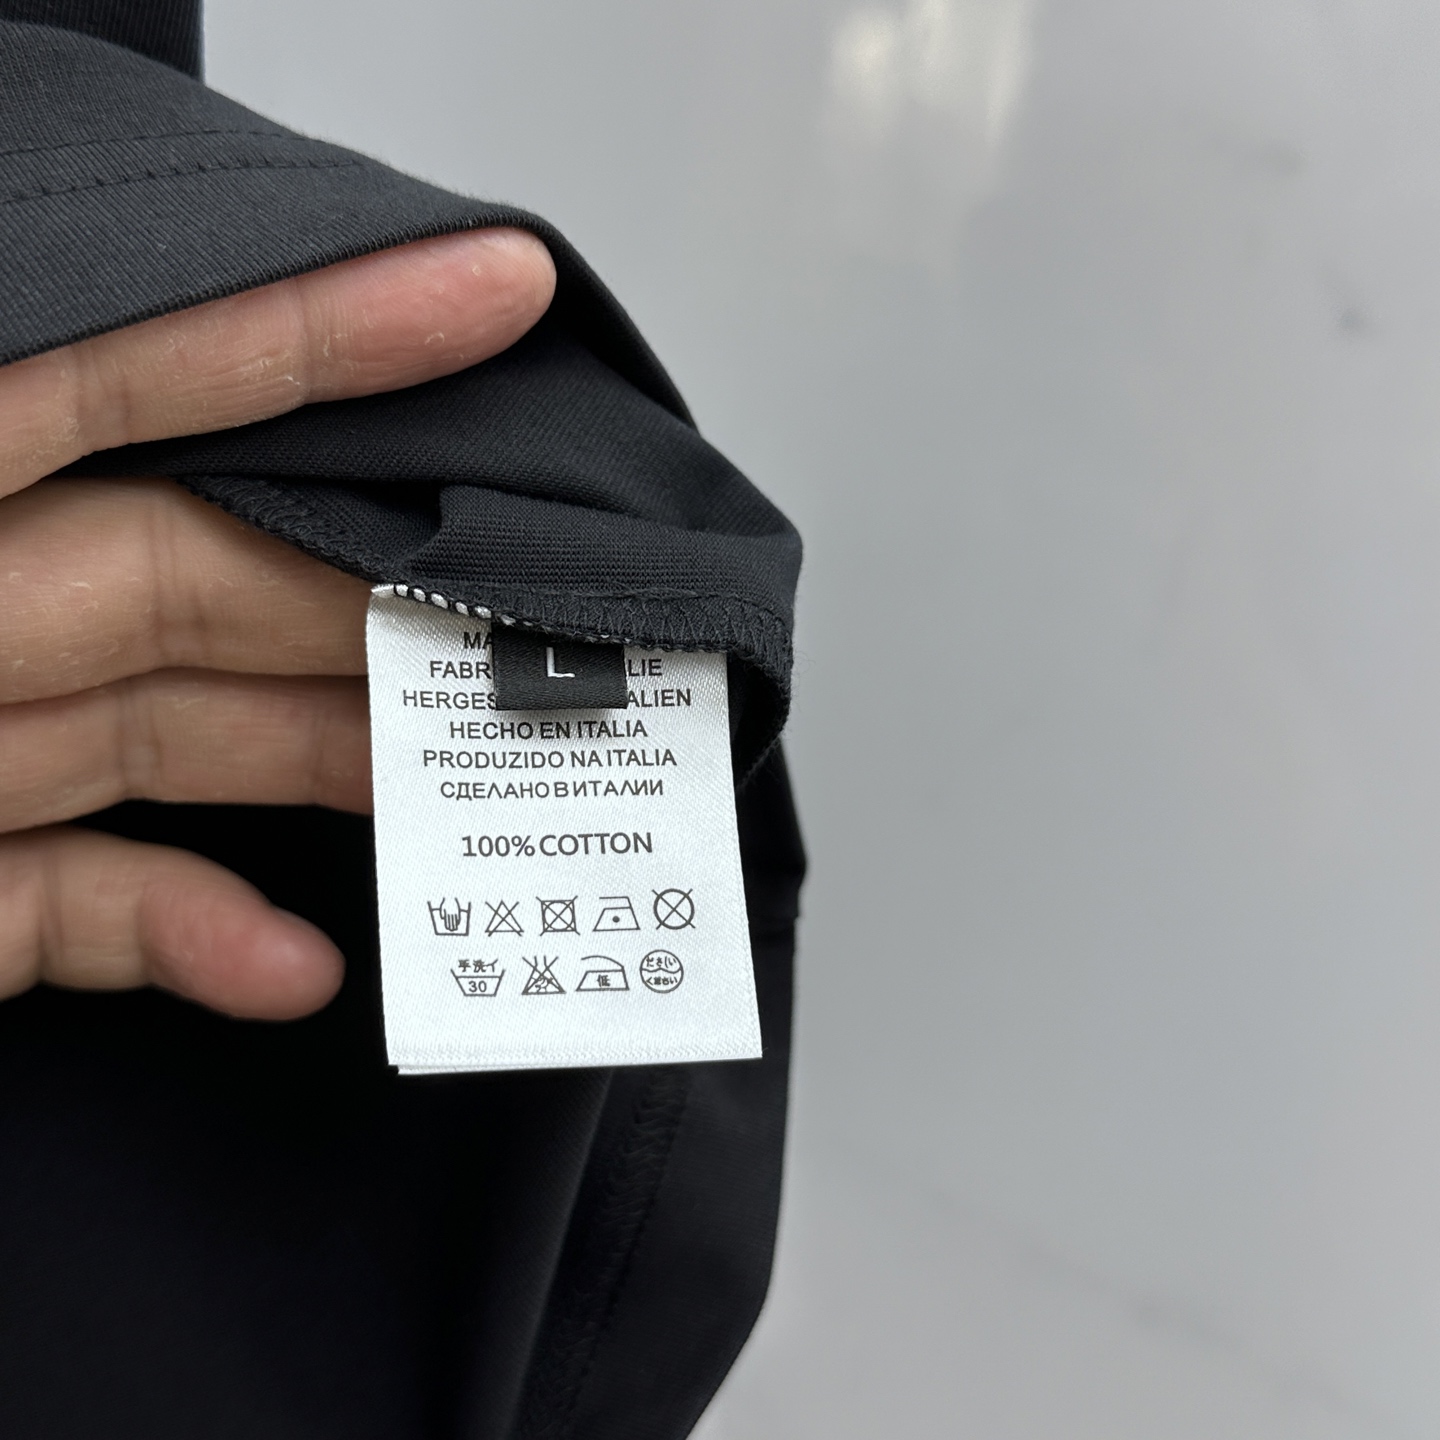 L
HECHO EN ITALIA
PRODUZIDO NA ITALIA
СДЕЛАНО В ИТАЛИИ
100% COTTON
手洗イ
30
低